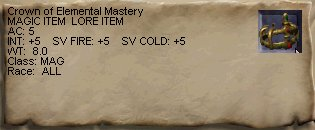 Crown of Elemental Mastery
MAGIC ITEM LORE ITEM
AC: 5
INT: +5 SV FIRE: +5 SV COLD: +5
WT: 8.0
Class: MAG
Race: ALL